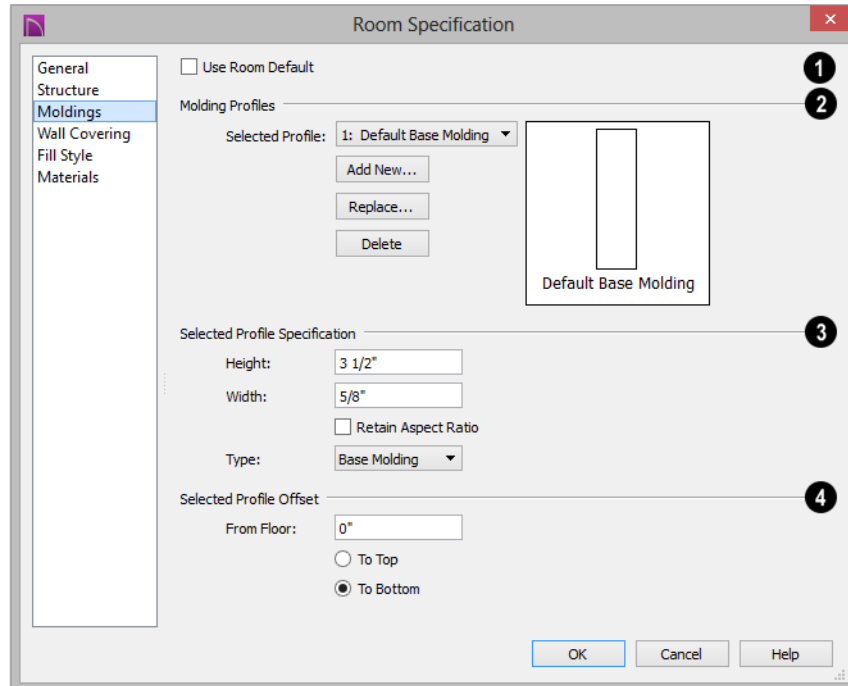 Room Specification
General
Structure
Moldings
Wall Covering
Fill Style
Materials
Use Room Default
1
Molding Profiles
2
Selected Profile: 1: Default Base Molding
Add New...
Replace...
Delete
Default Base Molding
Selected Profile Specification
3
Height: 3 1/2"
Width: 5/8"
Retain Aspect Ratio
Type: Base Molding
Selected Profile Offset
4
From Floor: 0"
To Top
To Bottom
OK Cancel Help